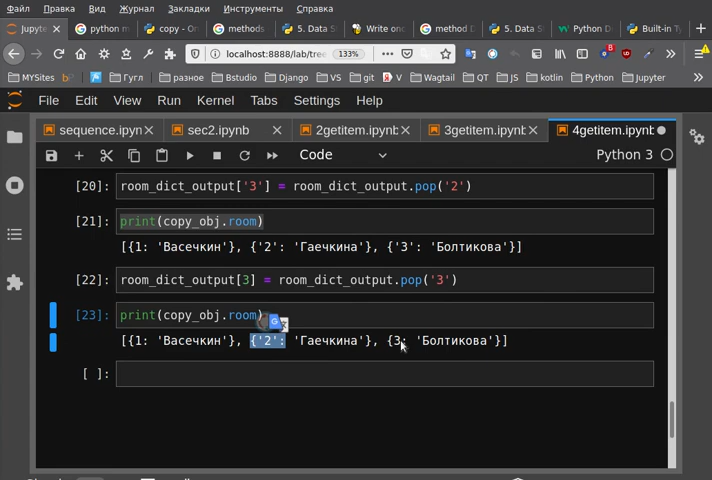 Файл Правка Вид Журнал Закладки Инструменты Справка
Jupyte python m copy - On methods 5. Data S Write onc method D 5. Data S Python D Built-in Ty
localhost:8888/lab/tree 133%
MYSites Гугл разное Bstudio Django VS git V Wagtail QT JS kotlin Python Jupyter
File Edit View Run Kernel Tabs Settings Help
sequence.ipyn sec2.ipynb 2getitem.ipynb 3getitem.ipynb 4getitem.ipynb
Code Python 3
[20]: room_dict_output['3'] = room_dict_output.pop('2')
[21]: print(copy_obj.room)
[{1: 'Васечкин'}, {'2': 'Гаечкина'}, {'3': 'Болтикова'}]
[22]: room_dict_output[3] = room_dict_output.pop('3')
[23]: print(copy_obj.room)
[{1: 'Васечкин'}, {'2': 'Гаечкина'}, {3: 'Болтикова'}]
[ ]: